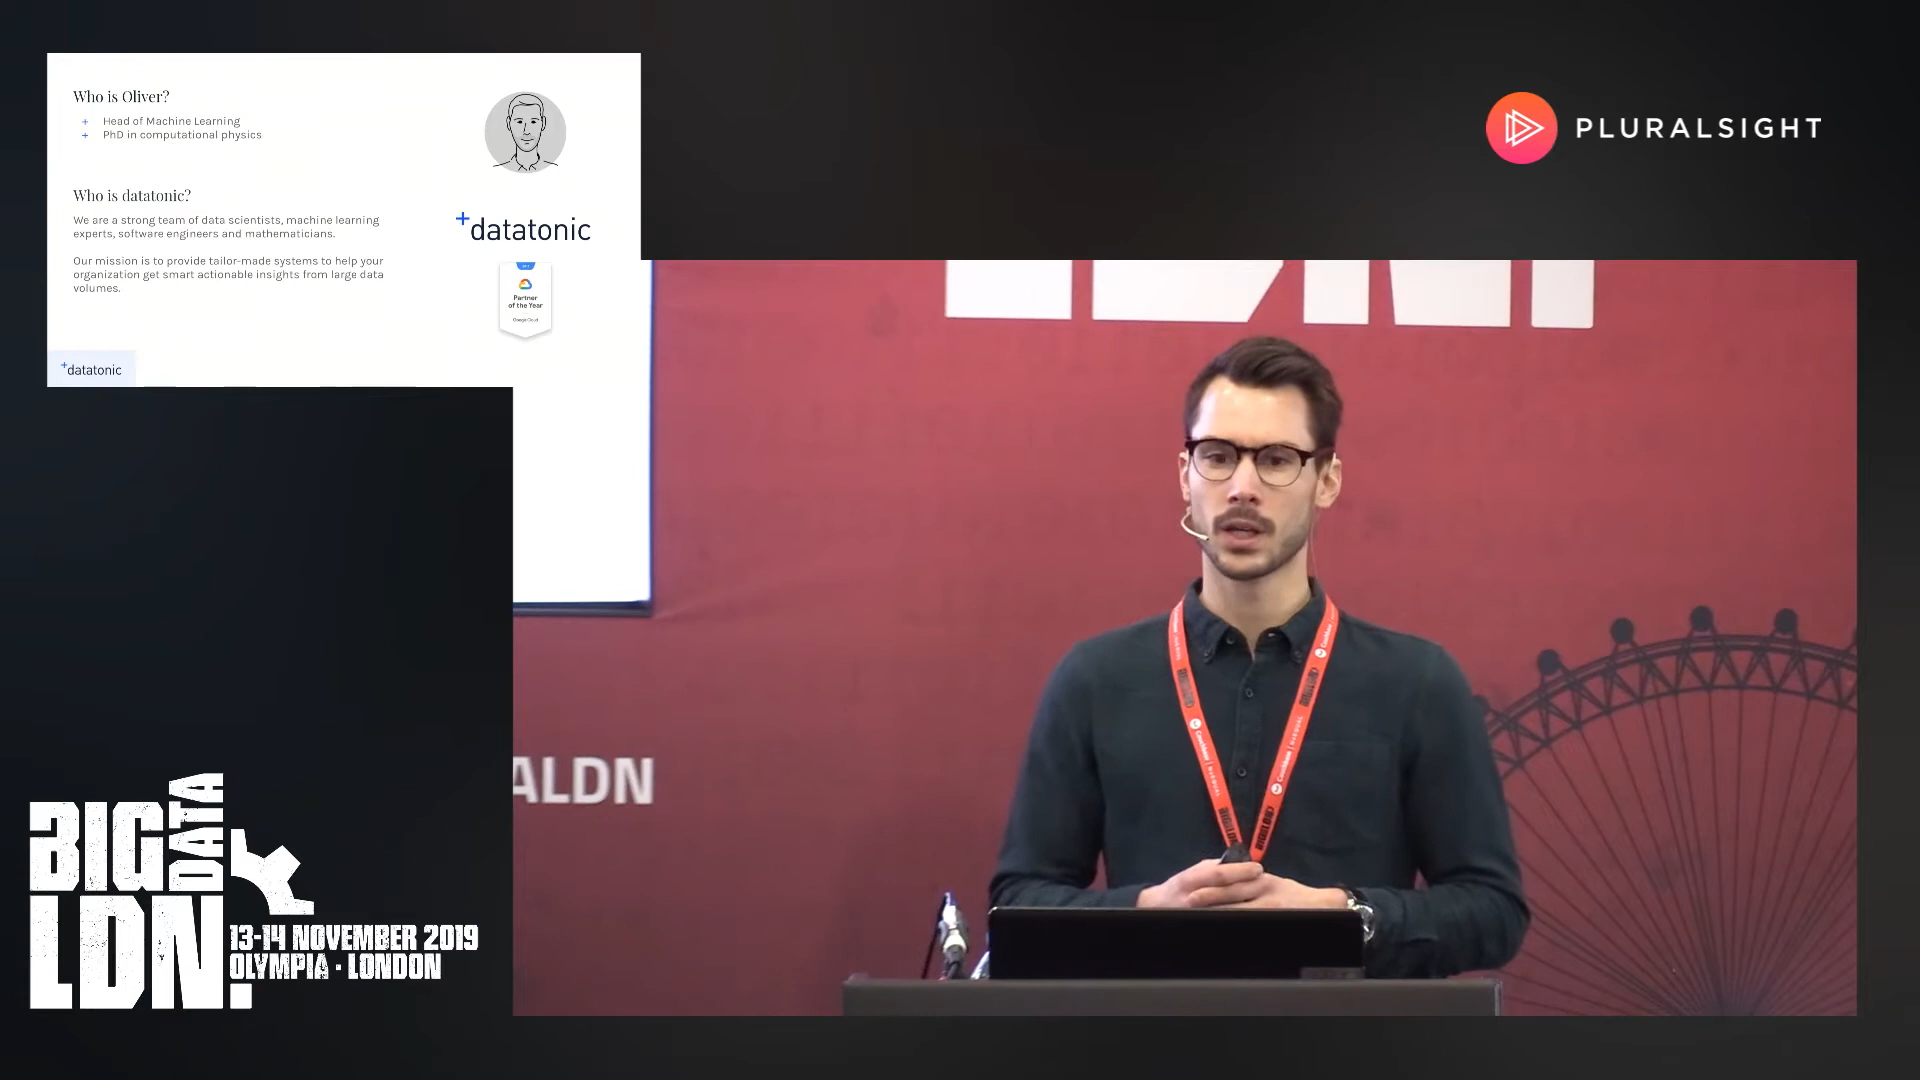 Who is Oliver?
+ Head of Machine Learning
+ PhD in computational physics
Who is datatonic?
We are a strong team of data scientists, machine learning
experts, software engineers and mathematicians.
Our mission is to provide tailor-made systems to help your
organization get smart actionable insights from large data
volumes.
+datatonic
Partner
of the Year
Google Cloud
+datatonic
PLURALSIGHT
ALDN
BIG
DATA
LDN
13-14 NOVEMBER 2019
OLYMPIA · LONDON